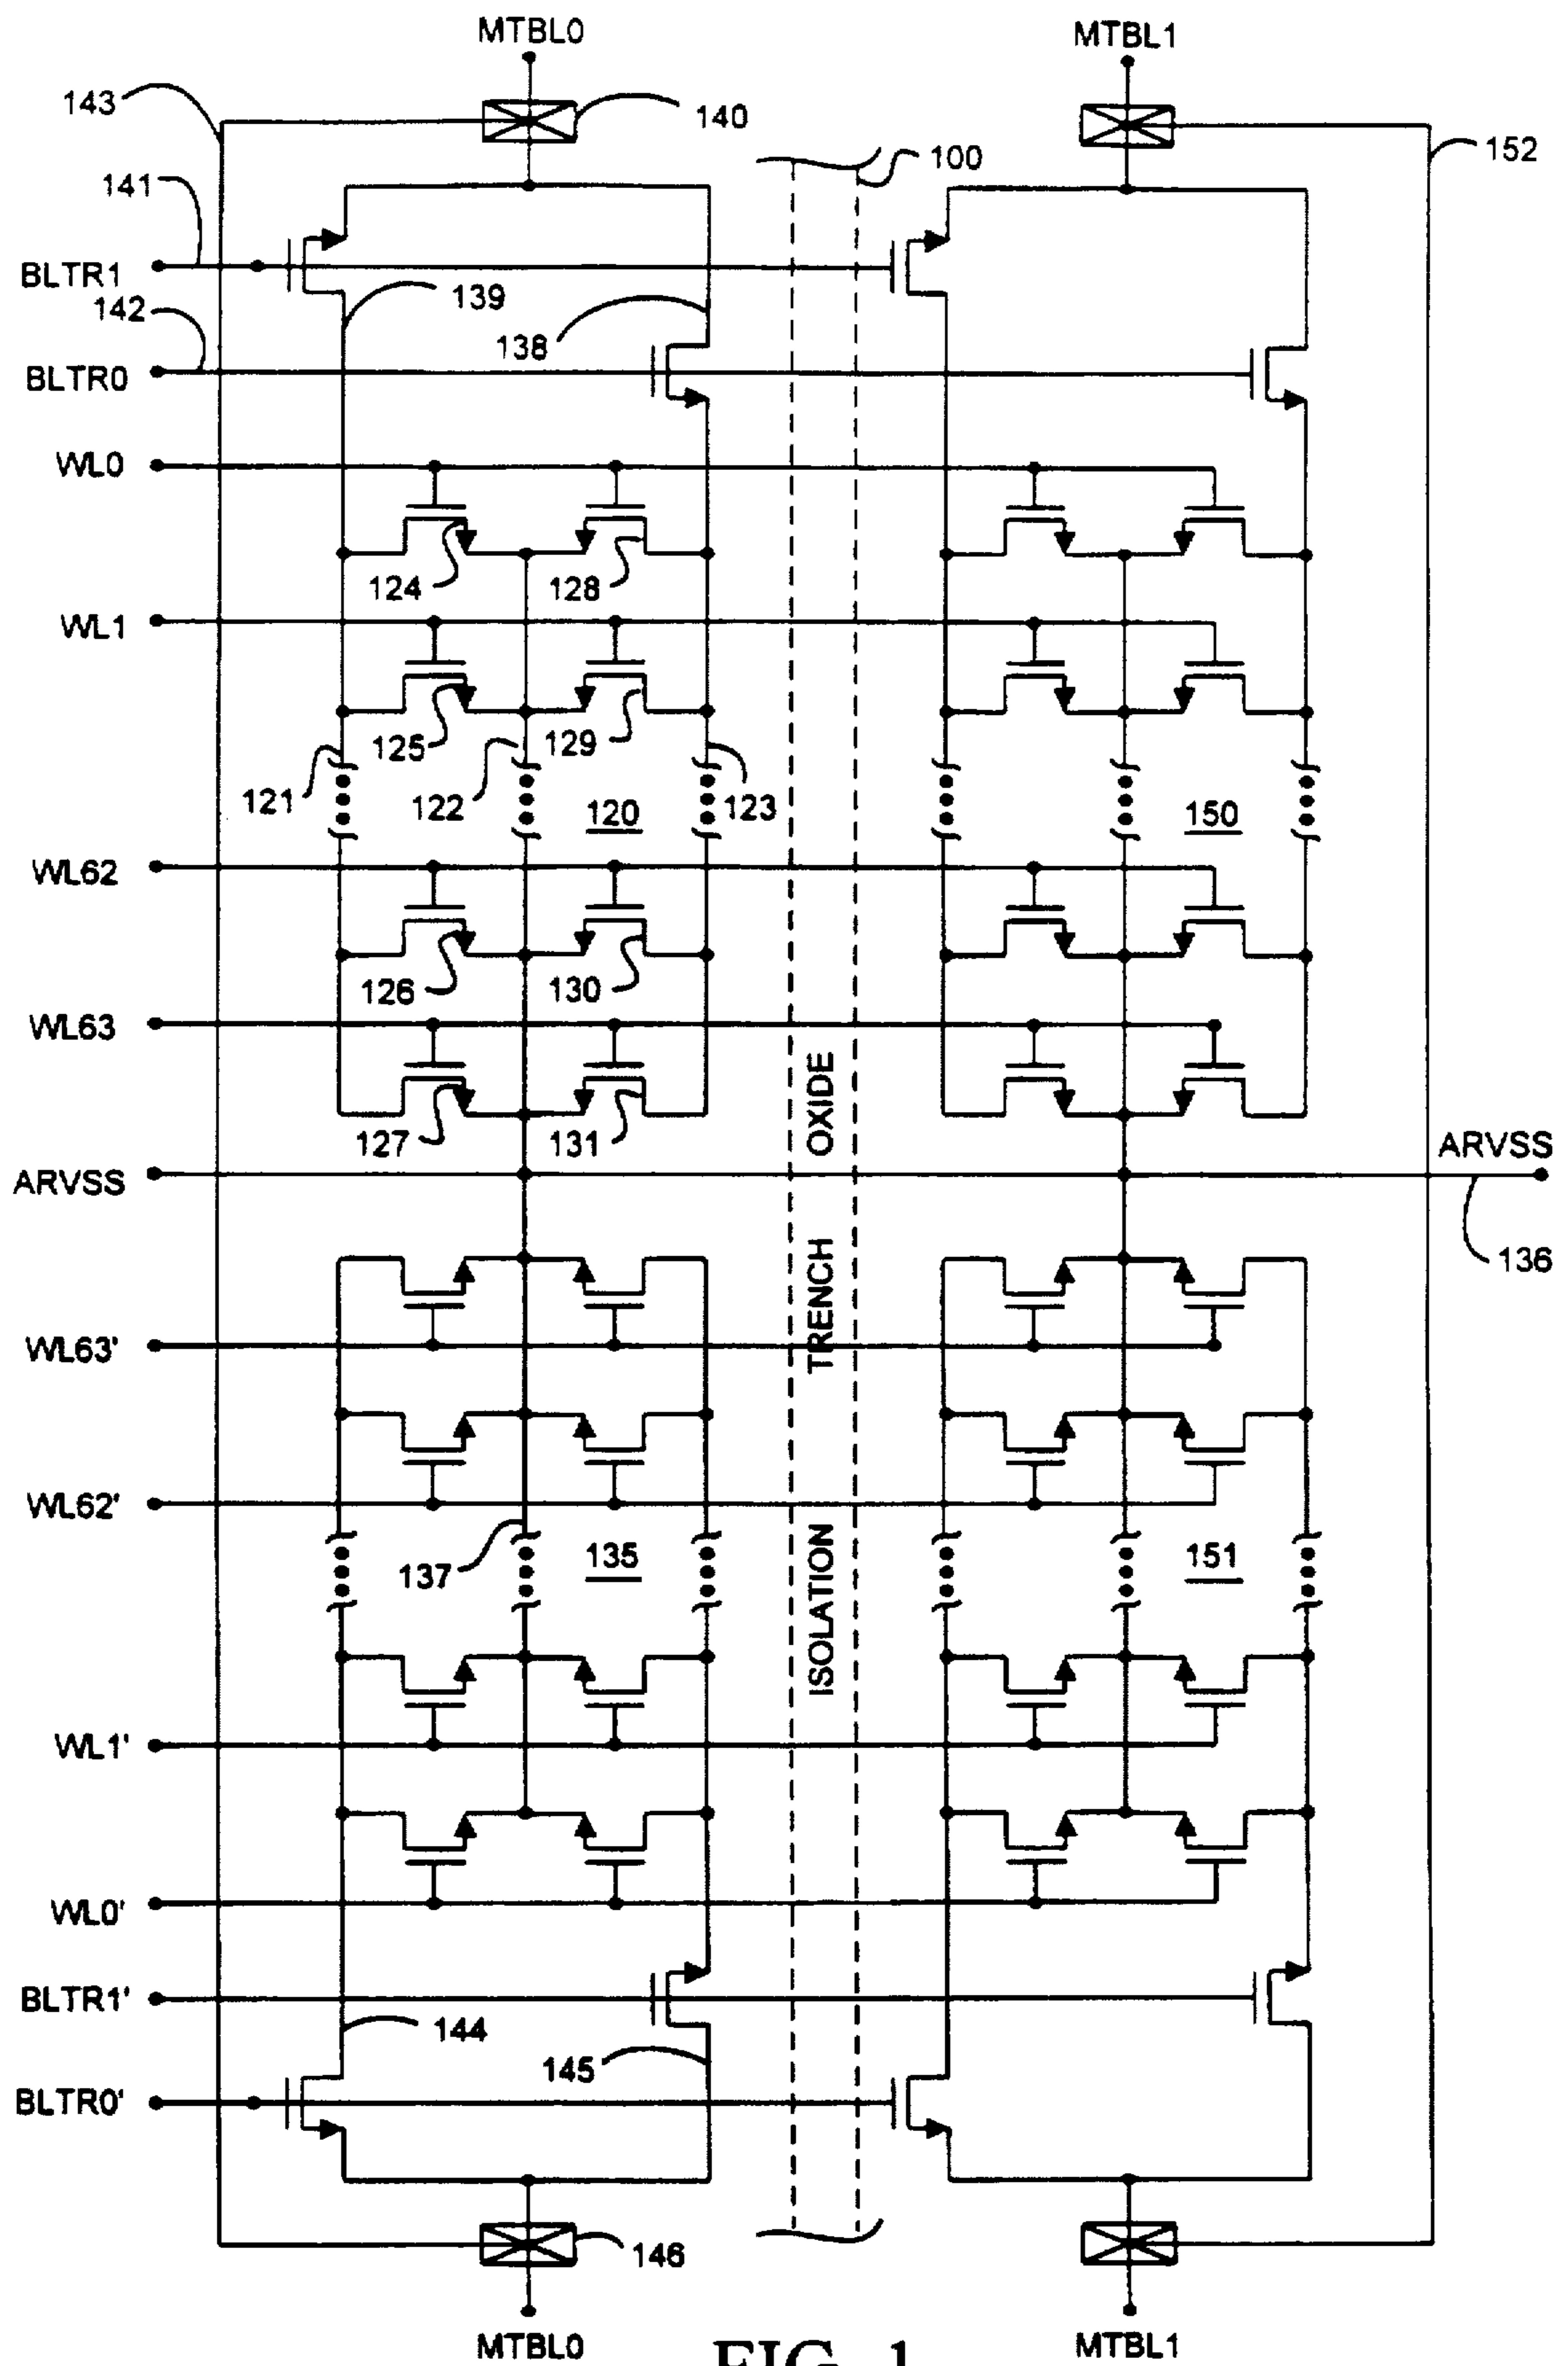 MTBL0
MTBL1
143
140
152
141
100
BLTR1
142
139
138
BLTR0
WL0
124
128
WL1
125
129
121
122
120
123
150
WL62
126
130
WL63
127
131
OXIDE
ARVSS
ARVSS
136
TRENCH
WL63'
WL62'
137
135
ISOLATION
151
WL1'
WL0'
BLTR1'
144
145
BLTR0'
146
MTBL0
MTBL1
FIG. 1